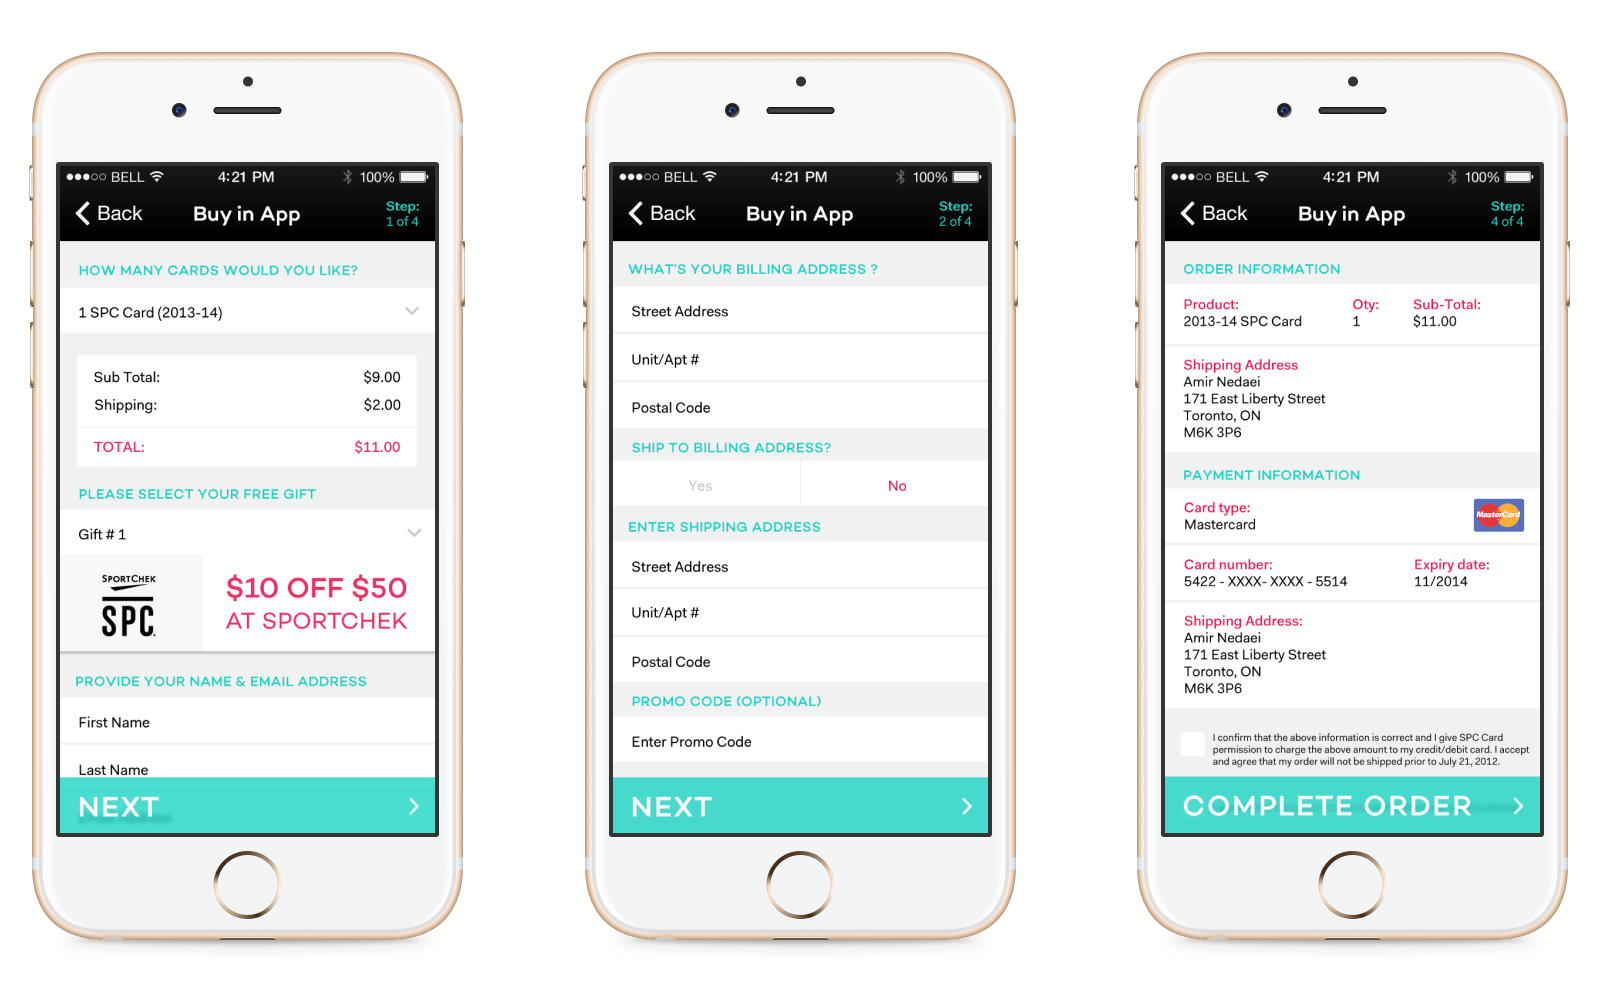 BELL 4:21 PM 100%
Back Buy in App Step:
1 of 4
HOW MANY CARDS WOULD YOU LIKE?
1 SPC Card (2013-14)
Sub Total: $9.00
Shipping: $2.00
TOTAL: $11.00
PLEASE SELECT YOUR FREE GIFT
Gift # 1
SPORTCHEK
SPC
$10 OFF $50
AT SPORTCHEK
PROVIDE YOUR NAME & EMAIL ADDRESS
First Name
Last Name
NEXT
BELL 4:21 PM 100%
Back Buy in App Step:
2 of 4
WHAT'S YOUR BILLING ADDRESS ?
Street Address
Unit/Apt #
Postal Code
SHIP TO BILLING ADDRESS?
Yes No
ENTER SHIPPING ADDRESS
Street Address
Unit/Apt #
Postal Code
PROMO CODE (OPTIONAL)
Enter Promo Code
NEXT
BELL 4:21 PM 100%
Back Buy in App Step:
4 of 4
ORDER INFORMATION
Product: Qty: Sub-Total:
2013-14 SPC Card 1 $11.00
Shipping Address
Amir Nedaei
171 East Liberty Street
Toronto, ON
M6K 3P6
PAYMENT INFORMATION
Card type:
Mastercard
MasterCard
Card number: Expiry date:
5422 - XXXX- XXXX - 5514 11/2014
Shipping Address:
Amir Nedaei
171 East Liberty Street
Toronto, ON
M6K 3P6
I confirm that the above information is correct and I give SPC Card
permission to charge the above amount to my credit/debit card. I accept
and agree that my order will not be shipped prior to July 21, 2012.
COMPLETE ORDER